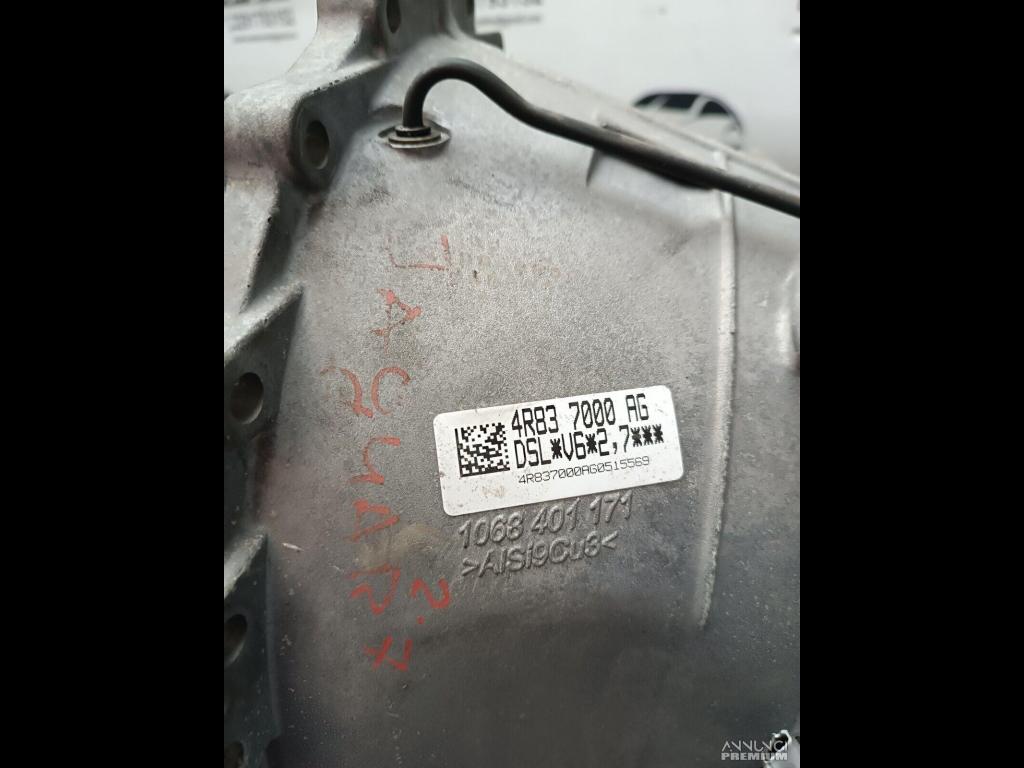 JAGUAR
2.7
4R83 7000 AG
DSL*V6*2,7***
4R837000AG0515569
1068 401 171
>AlSi9Cu3<
ANNUNCI
PREMIUM